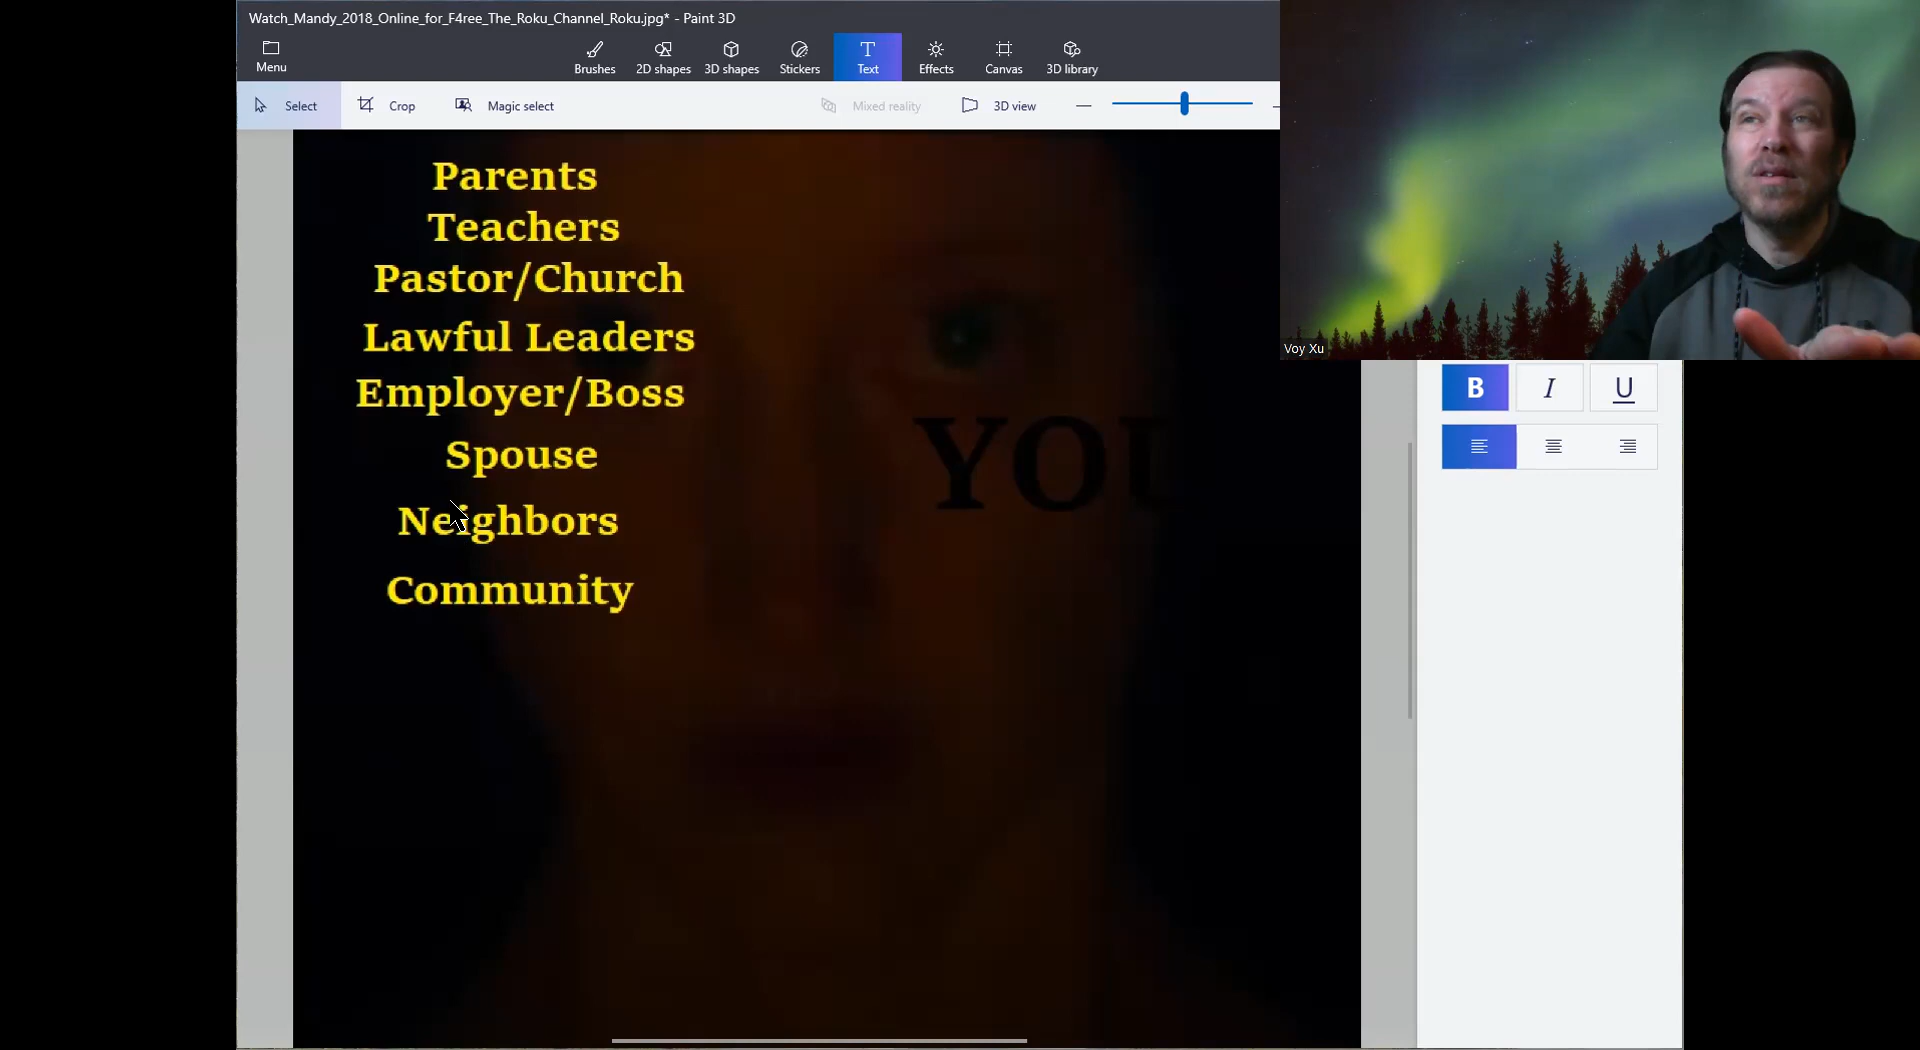 Watch_Mandy_2018_Online_for_F4ree_The_Roku_Channel_Roku.jpg* - Paint 3D
Menu
Brushes
2D shapes
3D shapes
Stickers
Text
Effects
Canvas
3D library
Select
Crop
Magic select
Mixed reality
3D view
Parents
Teachers
Pastor/Church
Lawful Leaders
Employer/Boss
Spouse
Neighbors
Community
YOU
Voy Xu
B I U